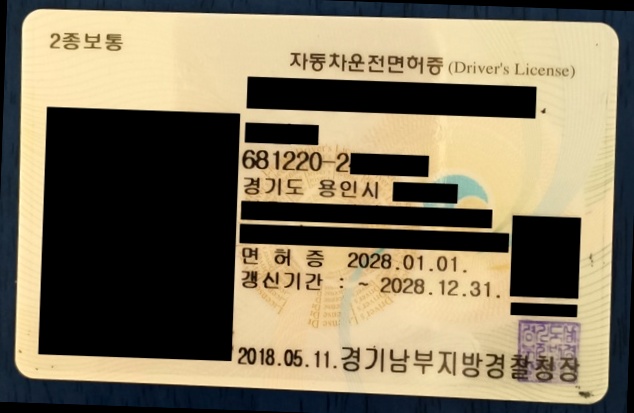 2종보통
자동차운전면허증 (Driver's License)
681220-2
경기도 용인시
면 허 증 2028.01.01.
갱신기간 : ~ 2028.12.31.
2018.05.11. 경기남부지방경찰청장